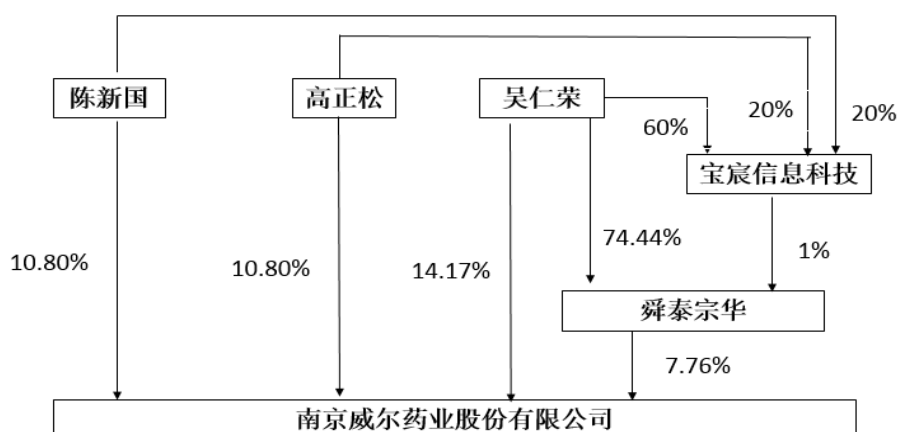 陈新国
高正松
吴仁荣
60%
20%
20%
宝宸信息科技
10.80%
10.80%
14.17%
74.44%
1%
舜泰宗华
7.76%
南京威尔药业股份有限公司